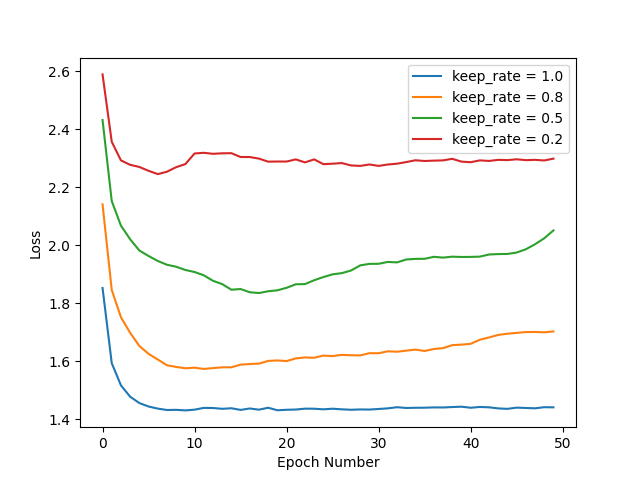 2.6
2.4
2.2
2.0
1.8
1.6
1.4
Loss
keep_rate = 1.0
keep_rate = 0.8
keep_rate = 0.5
keep_rate = 0.2
0 10 20 30 40 50
Epoch Number